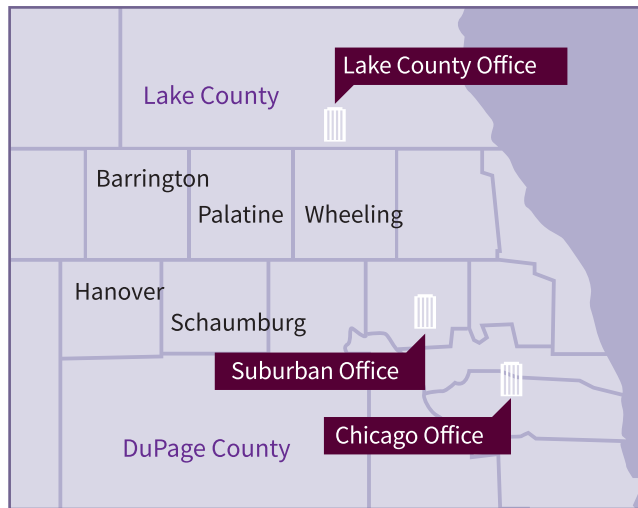 Lake County Office
Lake County
Barrington
Palatine
Wheeling
Hanover
Schaumburg
Suburban Office
Chicago Office
DuPage County